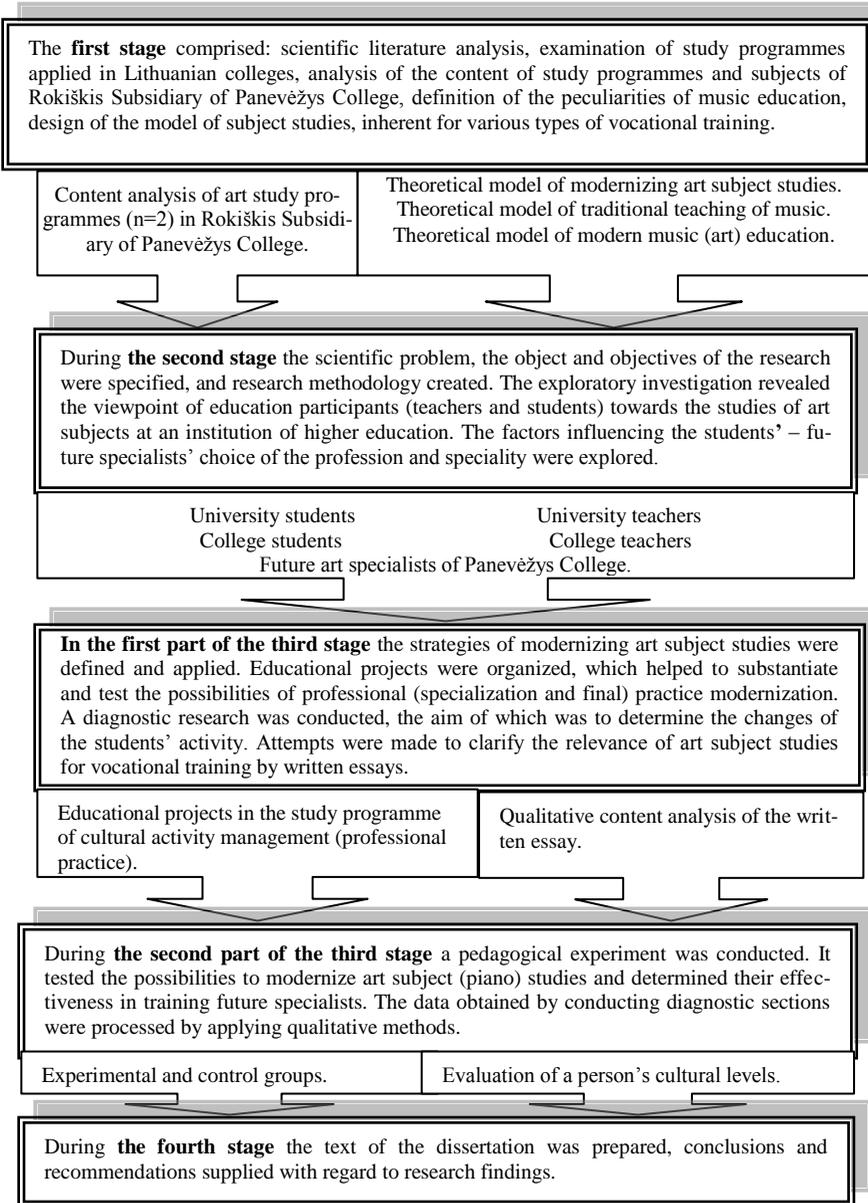 The first stage comprised: scientific literature analysis, examination of study programmes
applied in Lithuanian colleges, analysis of the content of study programmes and subjects of
Rokiškis Subsidiary of Panevėžys College, definition of the peculiarities of music education,
design of the model of subject studies, inherent for various types of vocational training.
Content analysis of art study pro-
grammes (n=2) in Rokiškis Subsidi-
ary of Panevėžys College.
Theoretical model of modernizing art subject studies.
Theoretical model of traditional teaching of music.
Theoretical model of modern music (art) education.
During the second stage the scientific problem, the object and objectives of the research
were specified, and research methodology created. The exploratory investigation revealed
the viewpoint of education participants (teachers and students) towards the studies of art
subjects at an institution of higher education. The factors influencing the students’ – fu-
ture specialists’ choice of the profession and speciality were explored.
University students University teachers
College students College teachers
Future art specialists of Panevėžys College.
In the first part of the third stage the strategies of modernizing art subject studies were
defined and applied. Educational projects were organized, which helped to substantiate
and test the possibilities of professional (specialization and final) practice modernization.
A diagnostic research was conducted, the aim of which was to determine the changes of
the students’ activity. Attempts were made to clarify the relevance of art subject studies
for vocational training by written essays.
Educational projects in the study programme
of cultural activity management (professional
practice).
Qualitative content analysis of the writ-
ten essay.
During the second part of the third stage a pedagogical experiment was conducted. It
tested the possibilities to modernize art subject (piano) studies and determined their effec-
tiveness in training future specialists. The data obtained by conducting diagnostic sections
were processed by applying qualitative methods.
Experimental and control groups.
Evaluation of a person’s cultural levels.
During the fourth stage the text of the dissertation was prepared, conclusions and
recommendations supplied with regard to research findings.